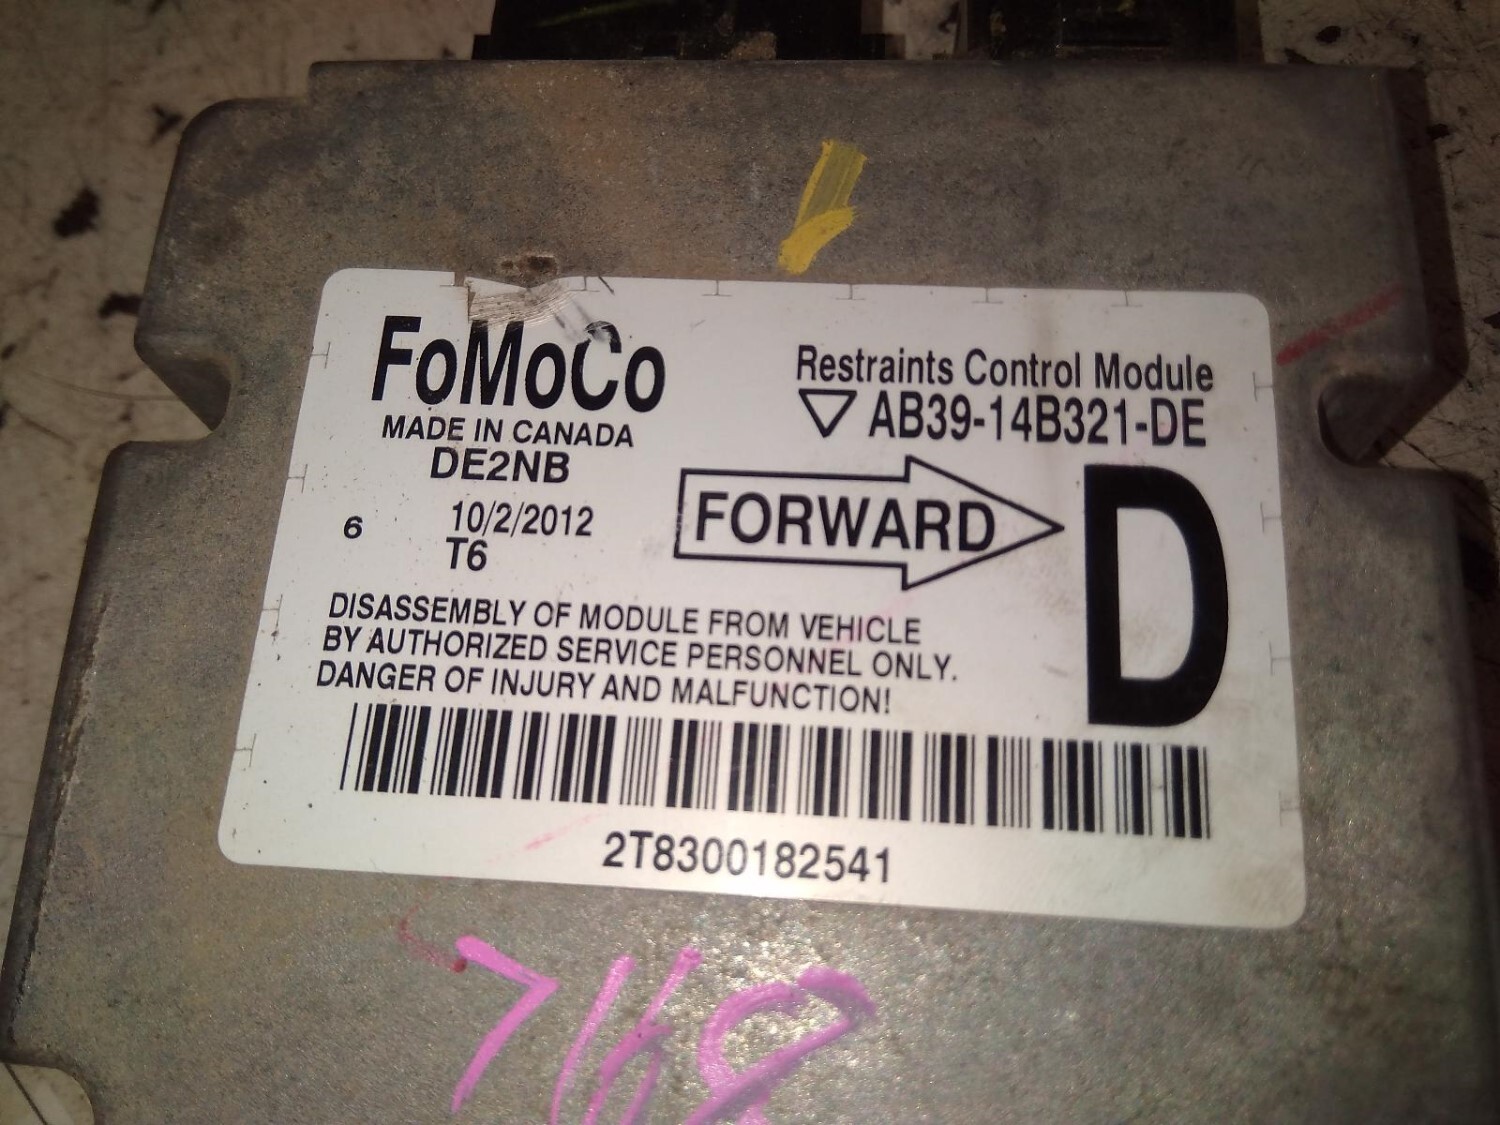 FoMoCo
MADE IN CANADA
DE2NB
6 10/2/2012
T6
Restraints Control Module
AB39-14B321-DE
FORWARD
D
DISASSEMBLY OF MODULE FROM VEHICLE
BY AUTHORIZED SERVICE PERSONNEL ONLY.
DANGER OF INJURY AND MALFUNCTION!
2T8300182541